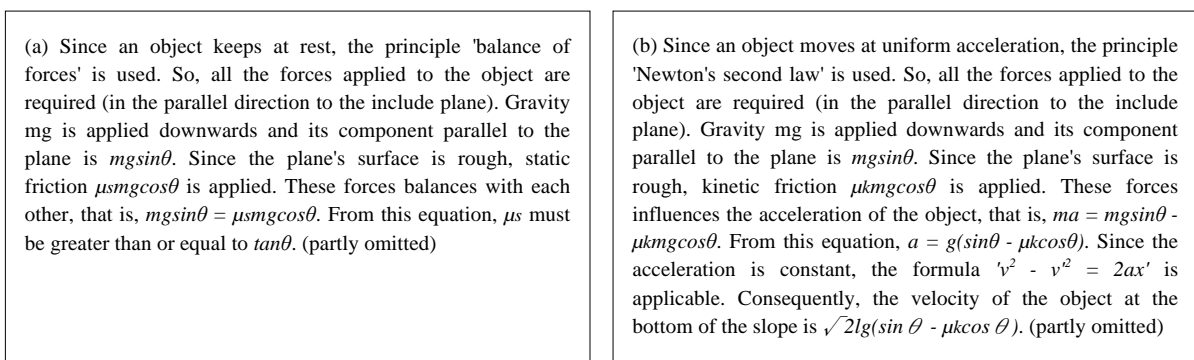 (a) Since an object keeps at rest, the principle 'balance of
forces' is used. So, all the forces applied to the object are
required (in the parallel direction to the include plane). Gravity
mg is applied downwards and its component parallel to the
plane is mgsinθ. Since the plane's surface is rough, static
friction μsmgcosθ is applied. These forces balances with each
other, that is, mgsinθ = μsmgcosθ. From this equation, μs must
be greater than or equal to tanθ. (partly omitted)
(b) Since an object moves at uniform acceleration, the principle
'Newton's second law' is used. So, all the forces applied to the
object are required (in the parallel direction to the include
plane). Gravity mg is applied downwards and its component
parallel to the plane is mgsinθ. Since the plane's surface is
rough, kinetic friction μkmgcosθ is applied. These forces
influences the acceleration of the object, that is, ma = mgsinθ -
μkmgcosθ. From this equation, a = g(sinθ - μkcosθ). Since the
acceleration is constant, the formula 'v² - v'² = 2ax' is
applicable. Consequently, the velocity of the object at the
bottom of the slope is √2lg(sin θ - μkcos θ). (partly omitted)